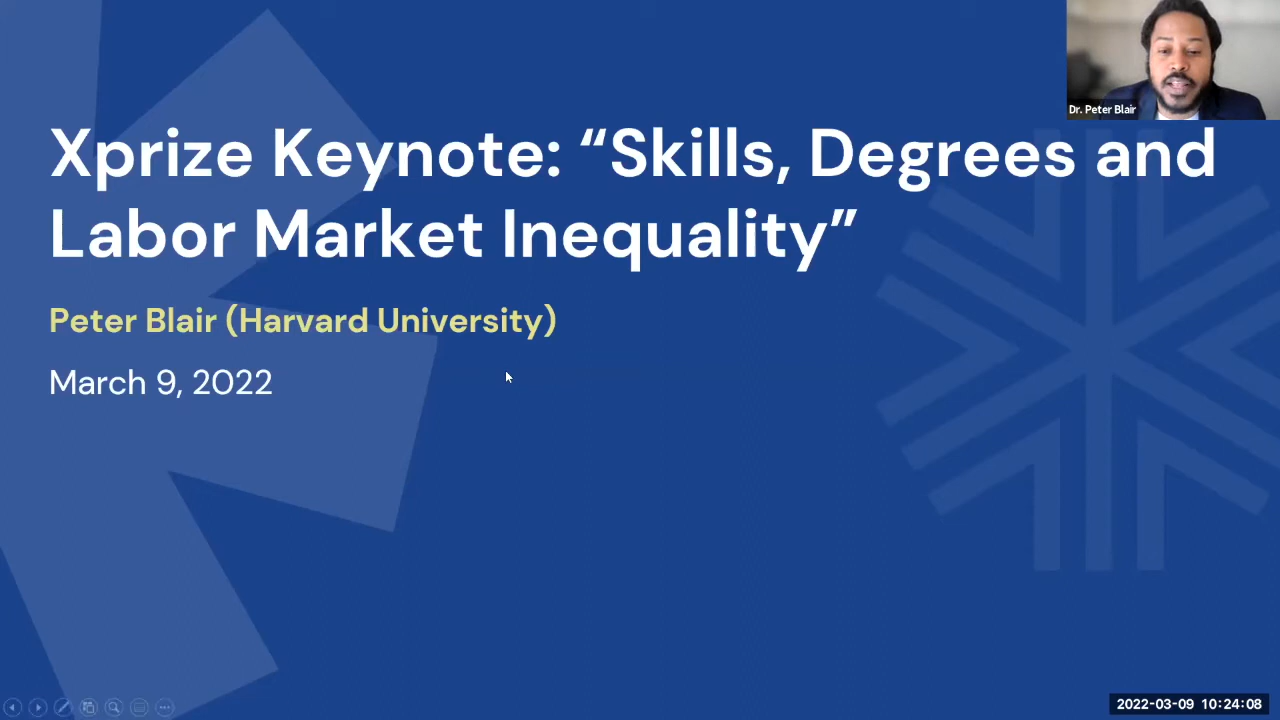 Dr. Peter Blair
Xprize Keynote: “Skills, Degrees and
Labor Market Inequality”
Peter Blair (Harvard University)
March 9, 2022
2022-03-09 10:24:08